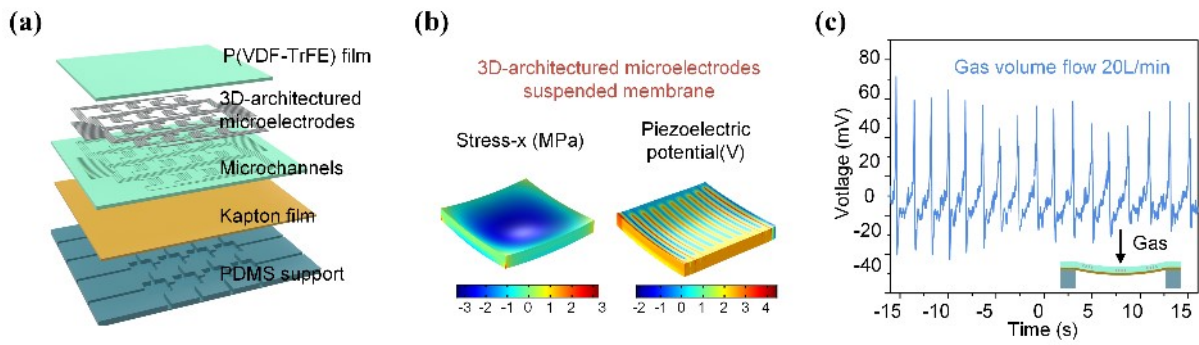 (a)
P(VDF-TrFE) film
3D-architectured
microelectrodes
Microchannels
Kapton film
PDMS support
(b)
3D-architectured microelectrodes
suspended membrane
Stress-x (MPa)
Piezoelectric
potential(V)
-3 -2 -1 0 1 2 3
-2 -1 0 1 2 3 4
(c)
Gas volume flow 20L/min
Votlage (mV)
80
60
40
20
0
-20
-40
Gas
-15 -10 -5 0 5 10 15
Time (s)